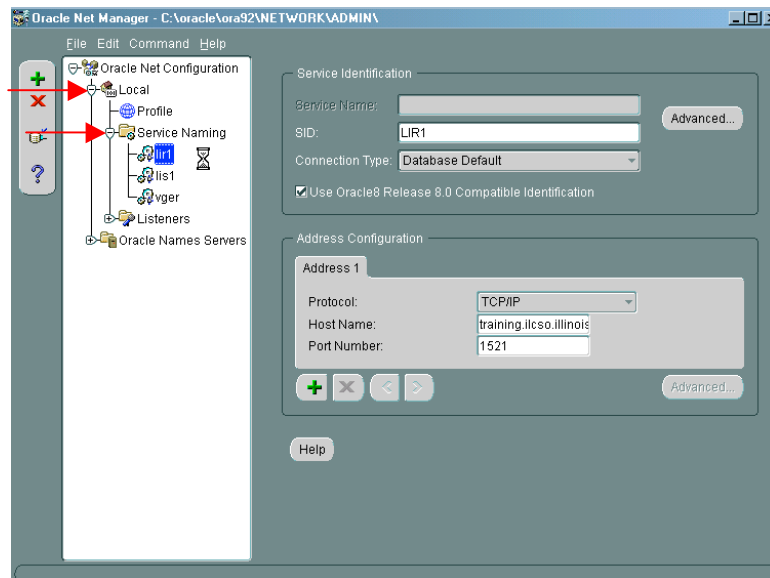 Oracle Net Manager - C:\oracle\ora92\NETWORK\ADMIN\
File Edit Command Help
Oracle Net Configuration
Local
Profile
Service Naming
lir1
lis1
vger
Listeners
Oracle Names Servers
Service Identification
Service Name:
SID: LIR1
Connection Type: Database Default
Use Oracle8 Release 8.0 Compatible Identification
Advanced...
Address Configuration
Address 1
Protocol: TCP/IP
Host Name: training.ilcso.illinois
Port Number: 1521
Advanced...
Help